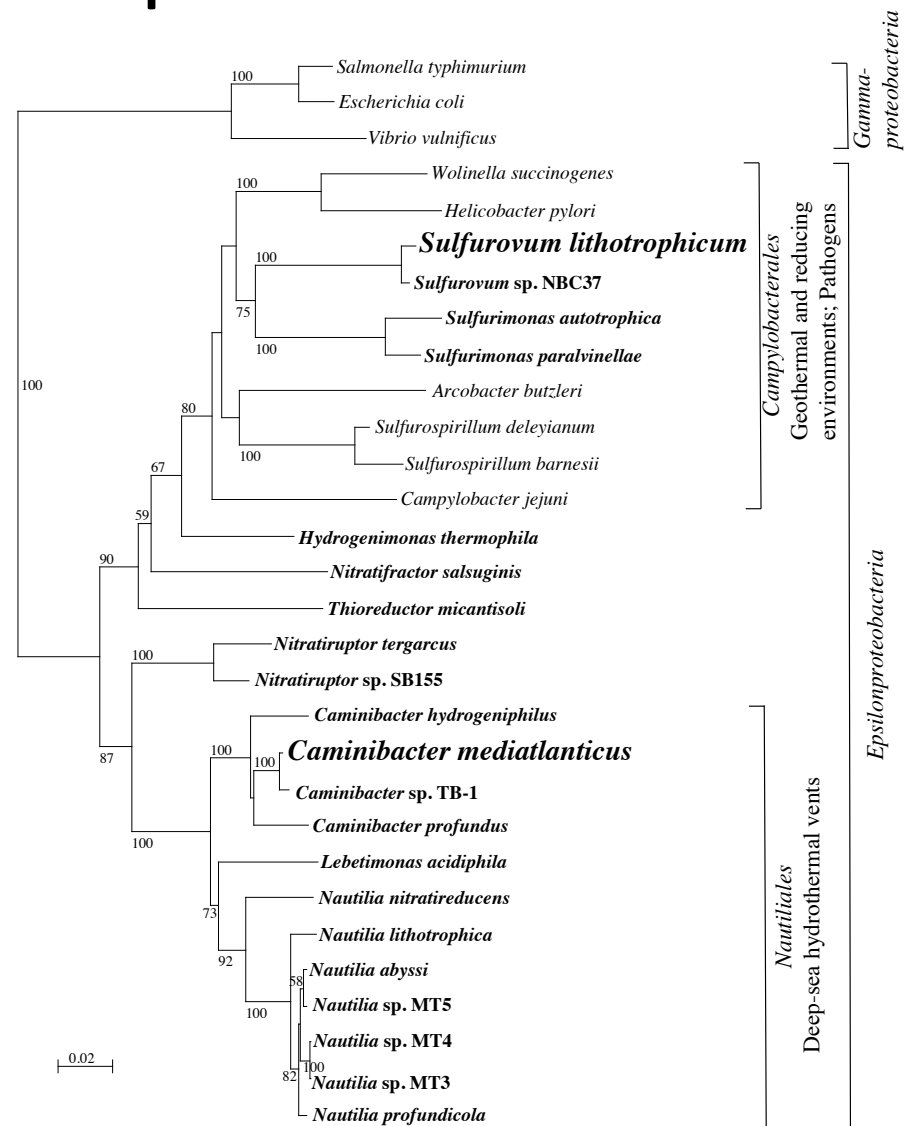 100
Salmonella typhimurium
Escherichia coli
Vibrio vulnificus
Gamma-
proteobacteria
100
Wolinella succinogenes
Helicobacter pylori
100
Sulfurovum lithotrophicum
Sulfurovum sp. NBC37
75
Sulfurimonas autotrophica
100
Sulfurimonas paralvinellae
Campylobacterales
Geothermal and reducing
environments; Pathogens
100
80
Arcobacter butzleri
Sulfurospirillum deleyianum
100
Sulfurospirillum barnesii
67
Campylobacter jejuni
59
Hydrogenimonas thermophila
90
Nitratifractor salsuginis
Thioreductor micantisoli
Epsilonproteobacteria
100
Nitratiruptor tergarcus
Nitratiruptor sp. SB155
87
Caminibacter hydrogeniphilus
100
100
Caminibacter mediatlanticus
Caminibacter sp. TB-1
Caminibacter profundus
100
Lebetimonas acidiphila
73
Nautilia nitratireducens
92
Nautilia lithotrophica
Nautilia abyssi
58
100
Nautilia sp. MT5
Nautilia sp. MT4
100
82
Nautilia sp. MT3
Nautilia profundicola
Nautiliales
Deep-sea hydrothermal vents
0.02